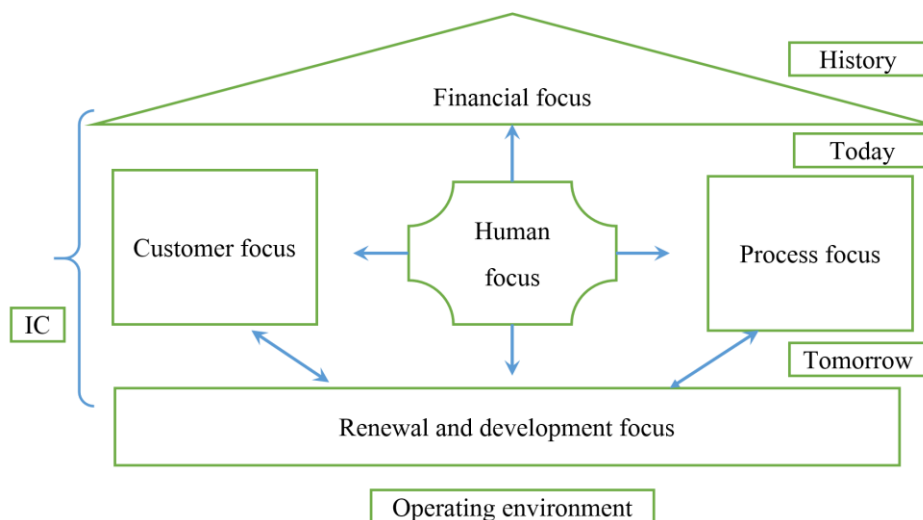 History
Financial focus
Today
Customer focus
Human
focus
Process focus
IC
Tomorrow
Renewal and development focus
Operating environment